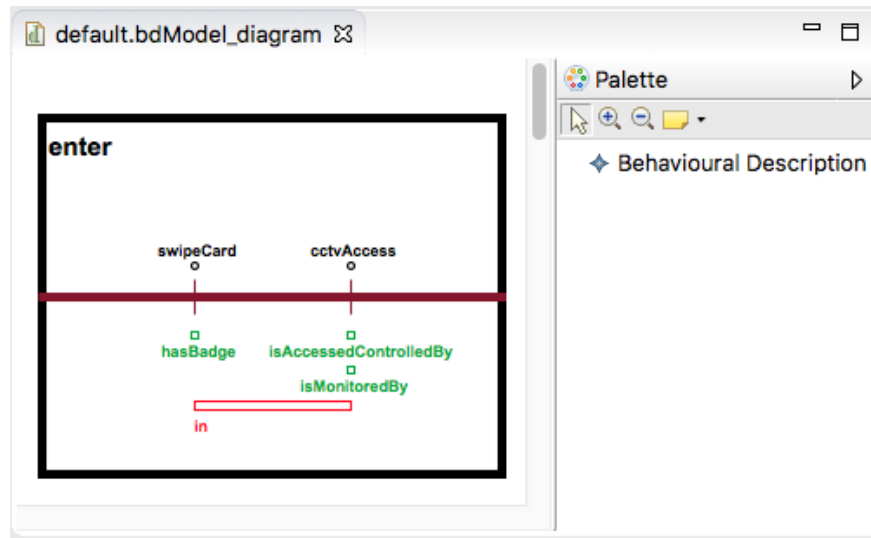 default.bdModel_diagram
Palette
Behavioural Description
enter
swipeCard cctvAccess
hasBadge isAccessedControlledBy
isMonitoredBy
in